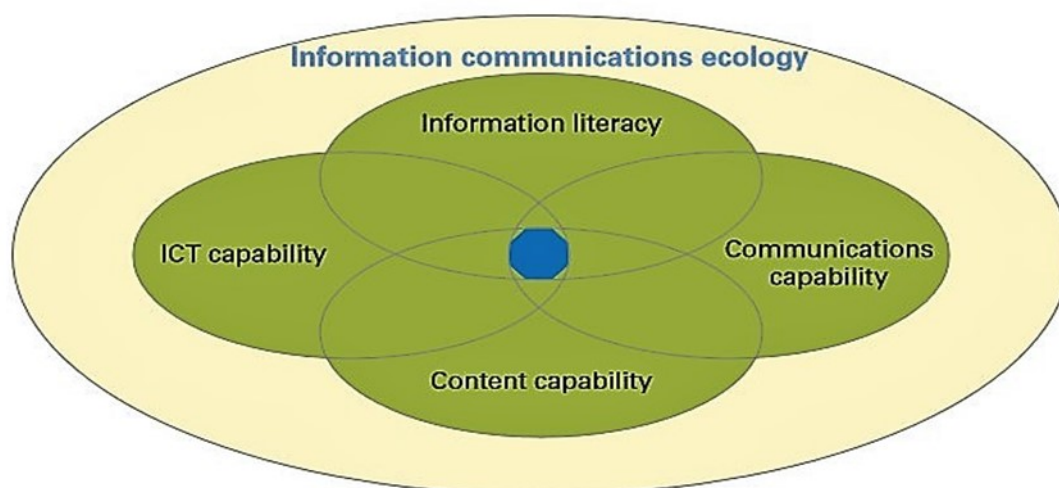 Information communications ecology
Information literacy
ICT capability
Communications
capability
Content capability